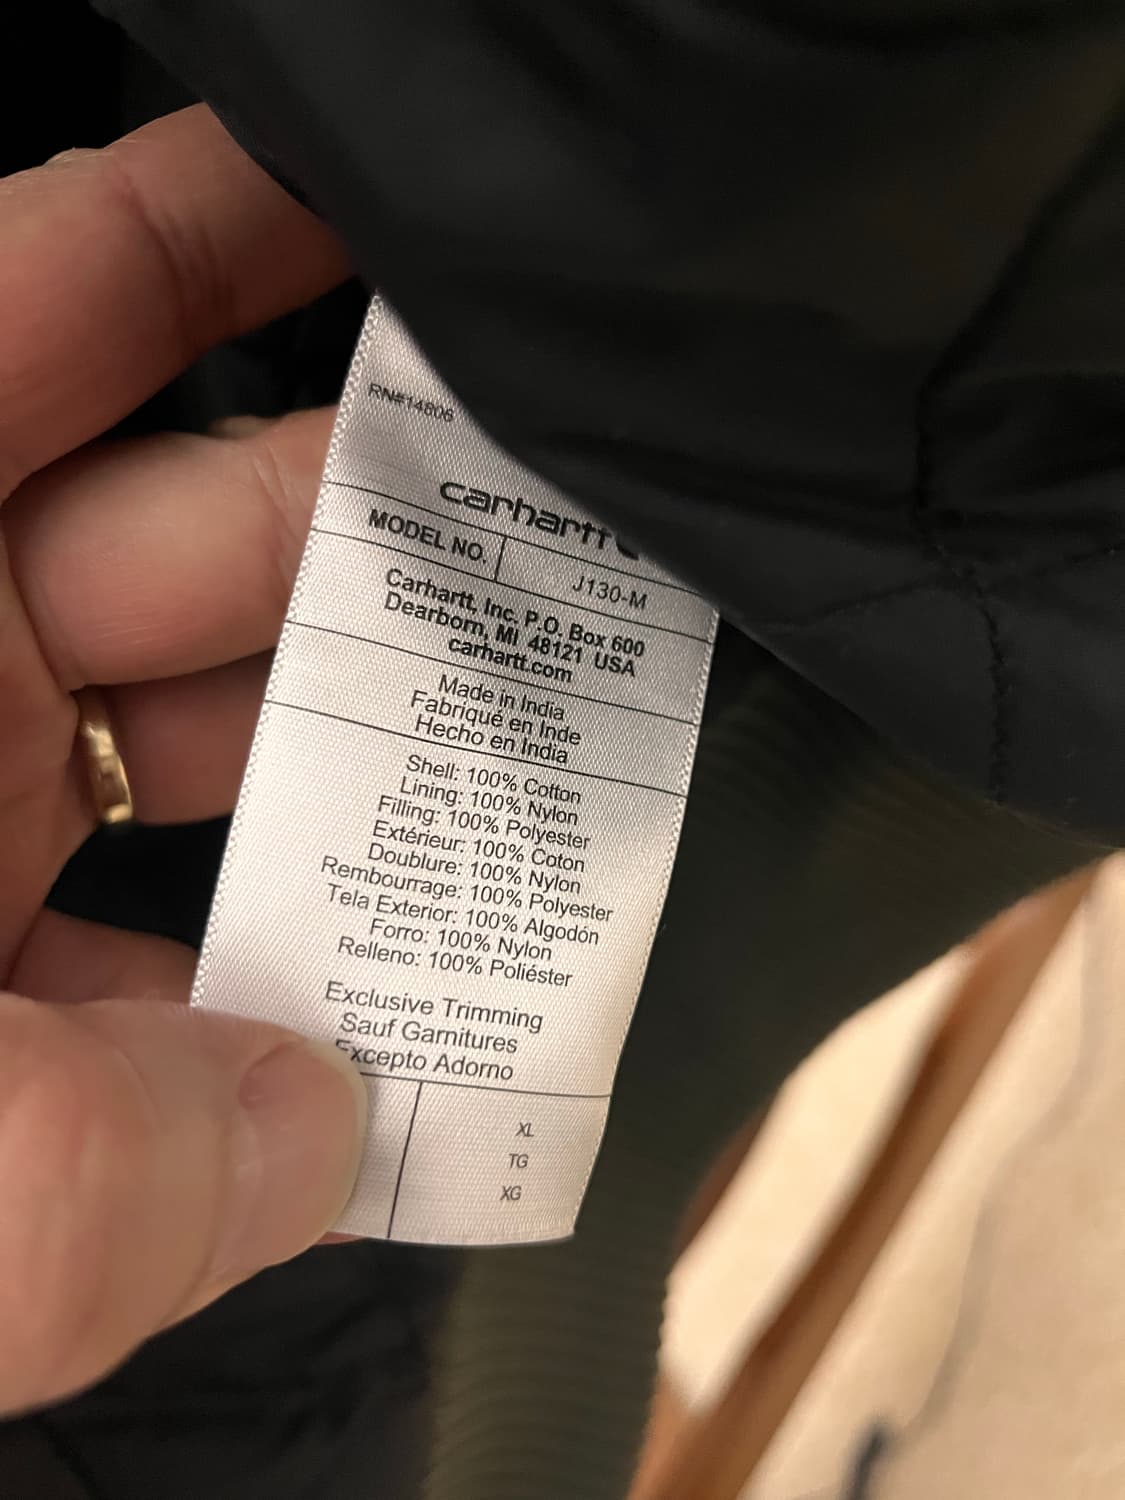 RN#14806
carhartt
MODEL NO. J130-M
Carhartt, Inc. P.O. Box 600
Dearborn, MI 48121 USA
carhartt.com
Made in India
Fabriqué en Inde
Hecho en India
Shell: 100% Cotton
Lining: 100% Nylon
Filling: 100% Polyester
Extérieur: 100% Coton
Doublure: 100% Nylon
Rembourrage: 100% Polyester
Tela Exterior: 100% Algodón
Forro: 100% Nylon
Relleno: 100% Poliéster
Exclusive Trimming
Sauf Garnitures
Excepto Adorno
XL
TG
XG